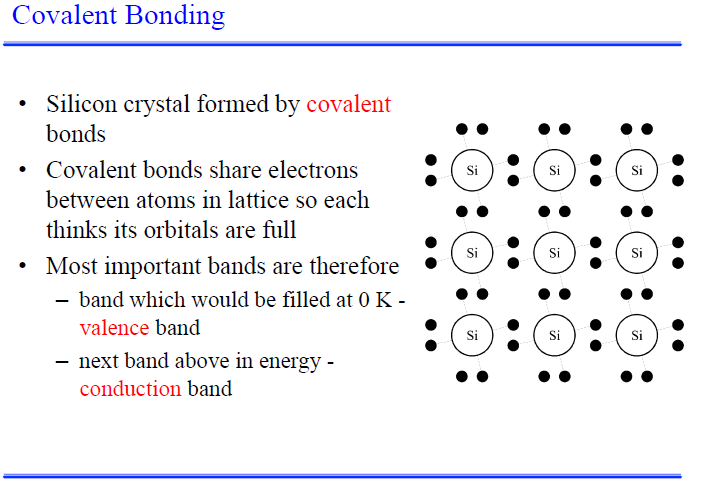 Covalent Bonding
• Silicon crystal formed by covalent
bonds
• Covalent bonds share electrons
between atoms in lattice so each
thinks its orbitals are full
• Most important bands are therefore
– band which would be filled at 0 K -
valence band
– next band above in energy -
conduction band
Si Si Si
Si Si Si
Si Si Si